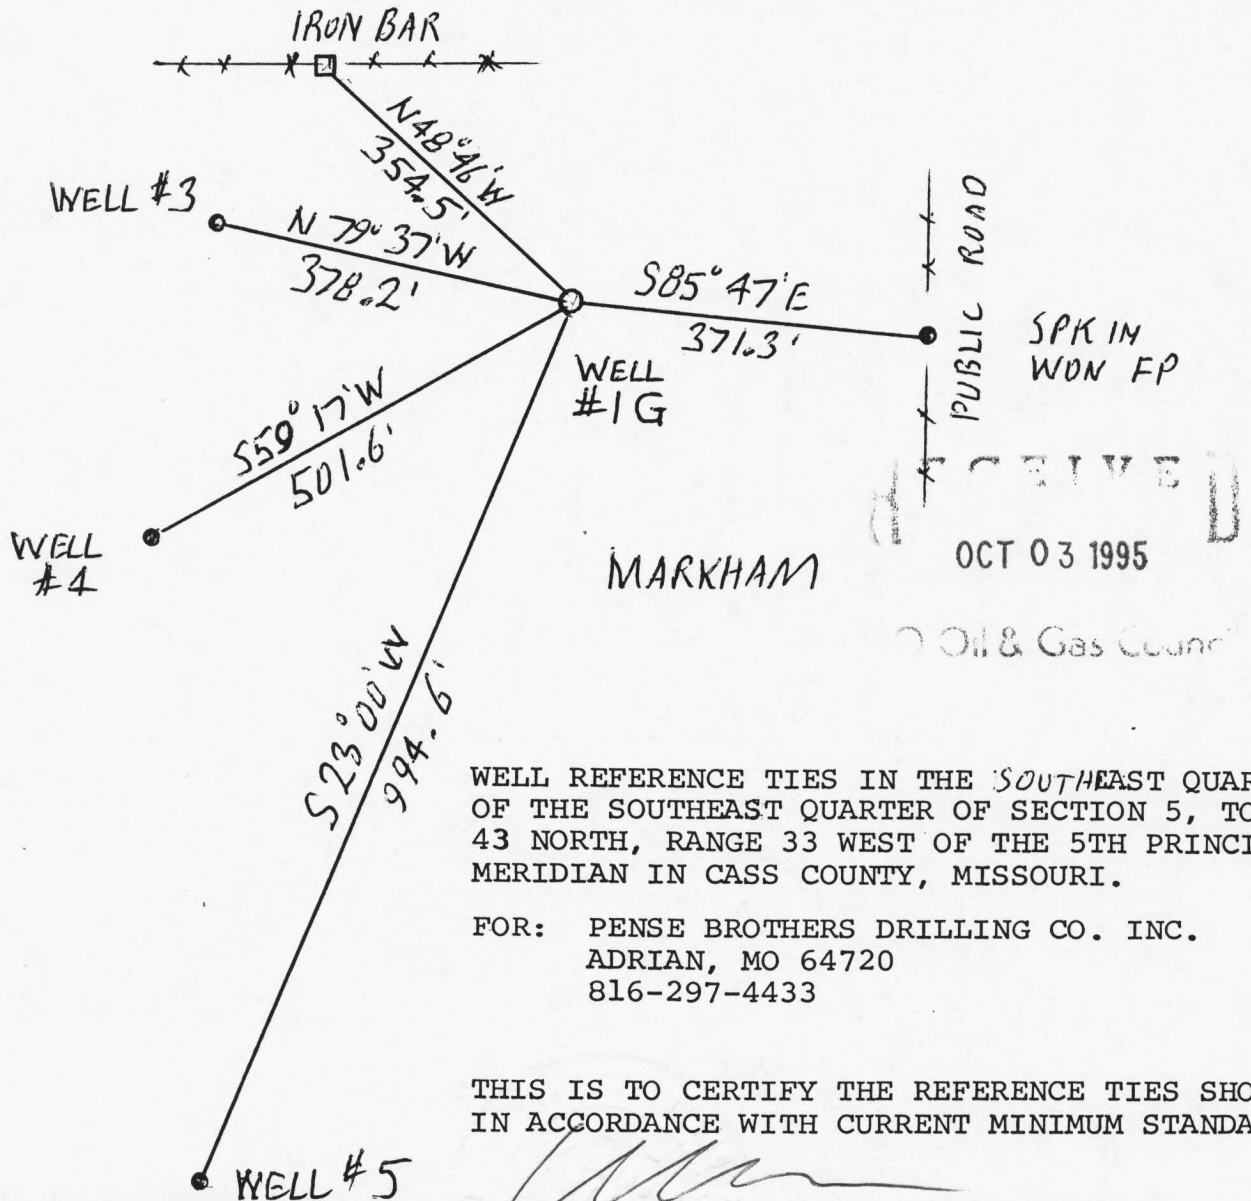 IRON BAR
N48°46'W
354.5'
WELL #3
N 79°37'W
378.2'
S85°47'E
371.3'
PUBLIC ROAD
SPK IN
WDN FP
WELL
#1G
S59°17'W
501.6'
WELL
#4
S23°00'W
994.6'
MARKHAM
RECEIVED
OCT 03 1995
O Oil & Gas Counc
WELL REFERENCE TIES IN THE SOUTHEAST QUAR
OF THE SOUTHEAST QUARTER OF SECTION 5, TO
43 NORTH, RANGE 33 WEST OF THE 5TH PRINCI
MERIDIAN IN CASS COUNTY, MISSOURI.
FOR: PENSE BROTHERS DRILLING CO. INC.
ADRIAN, MO 64720
816-297-4433
THIS IS TO CERTIFY THE REFERENCE TIES SHO
IN ACCORDANCE WITH CURRENT MINIMUM STANDA
WELL #5